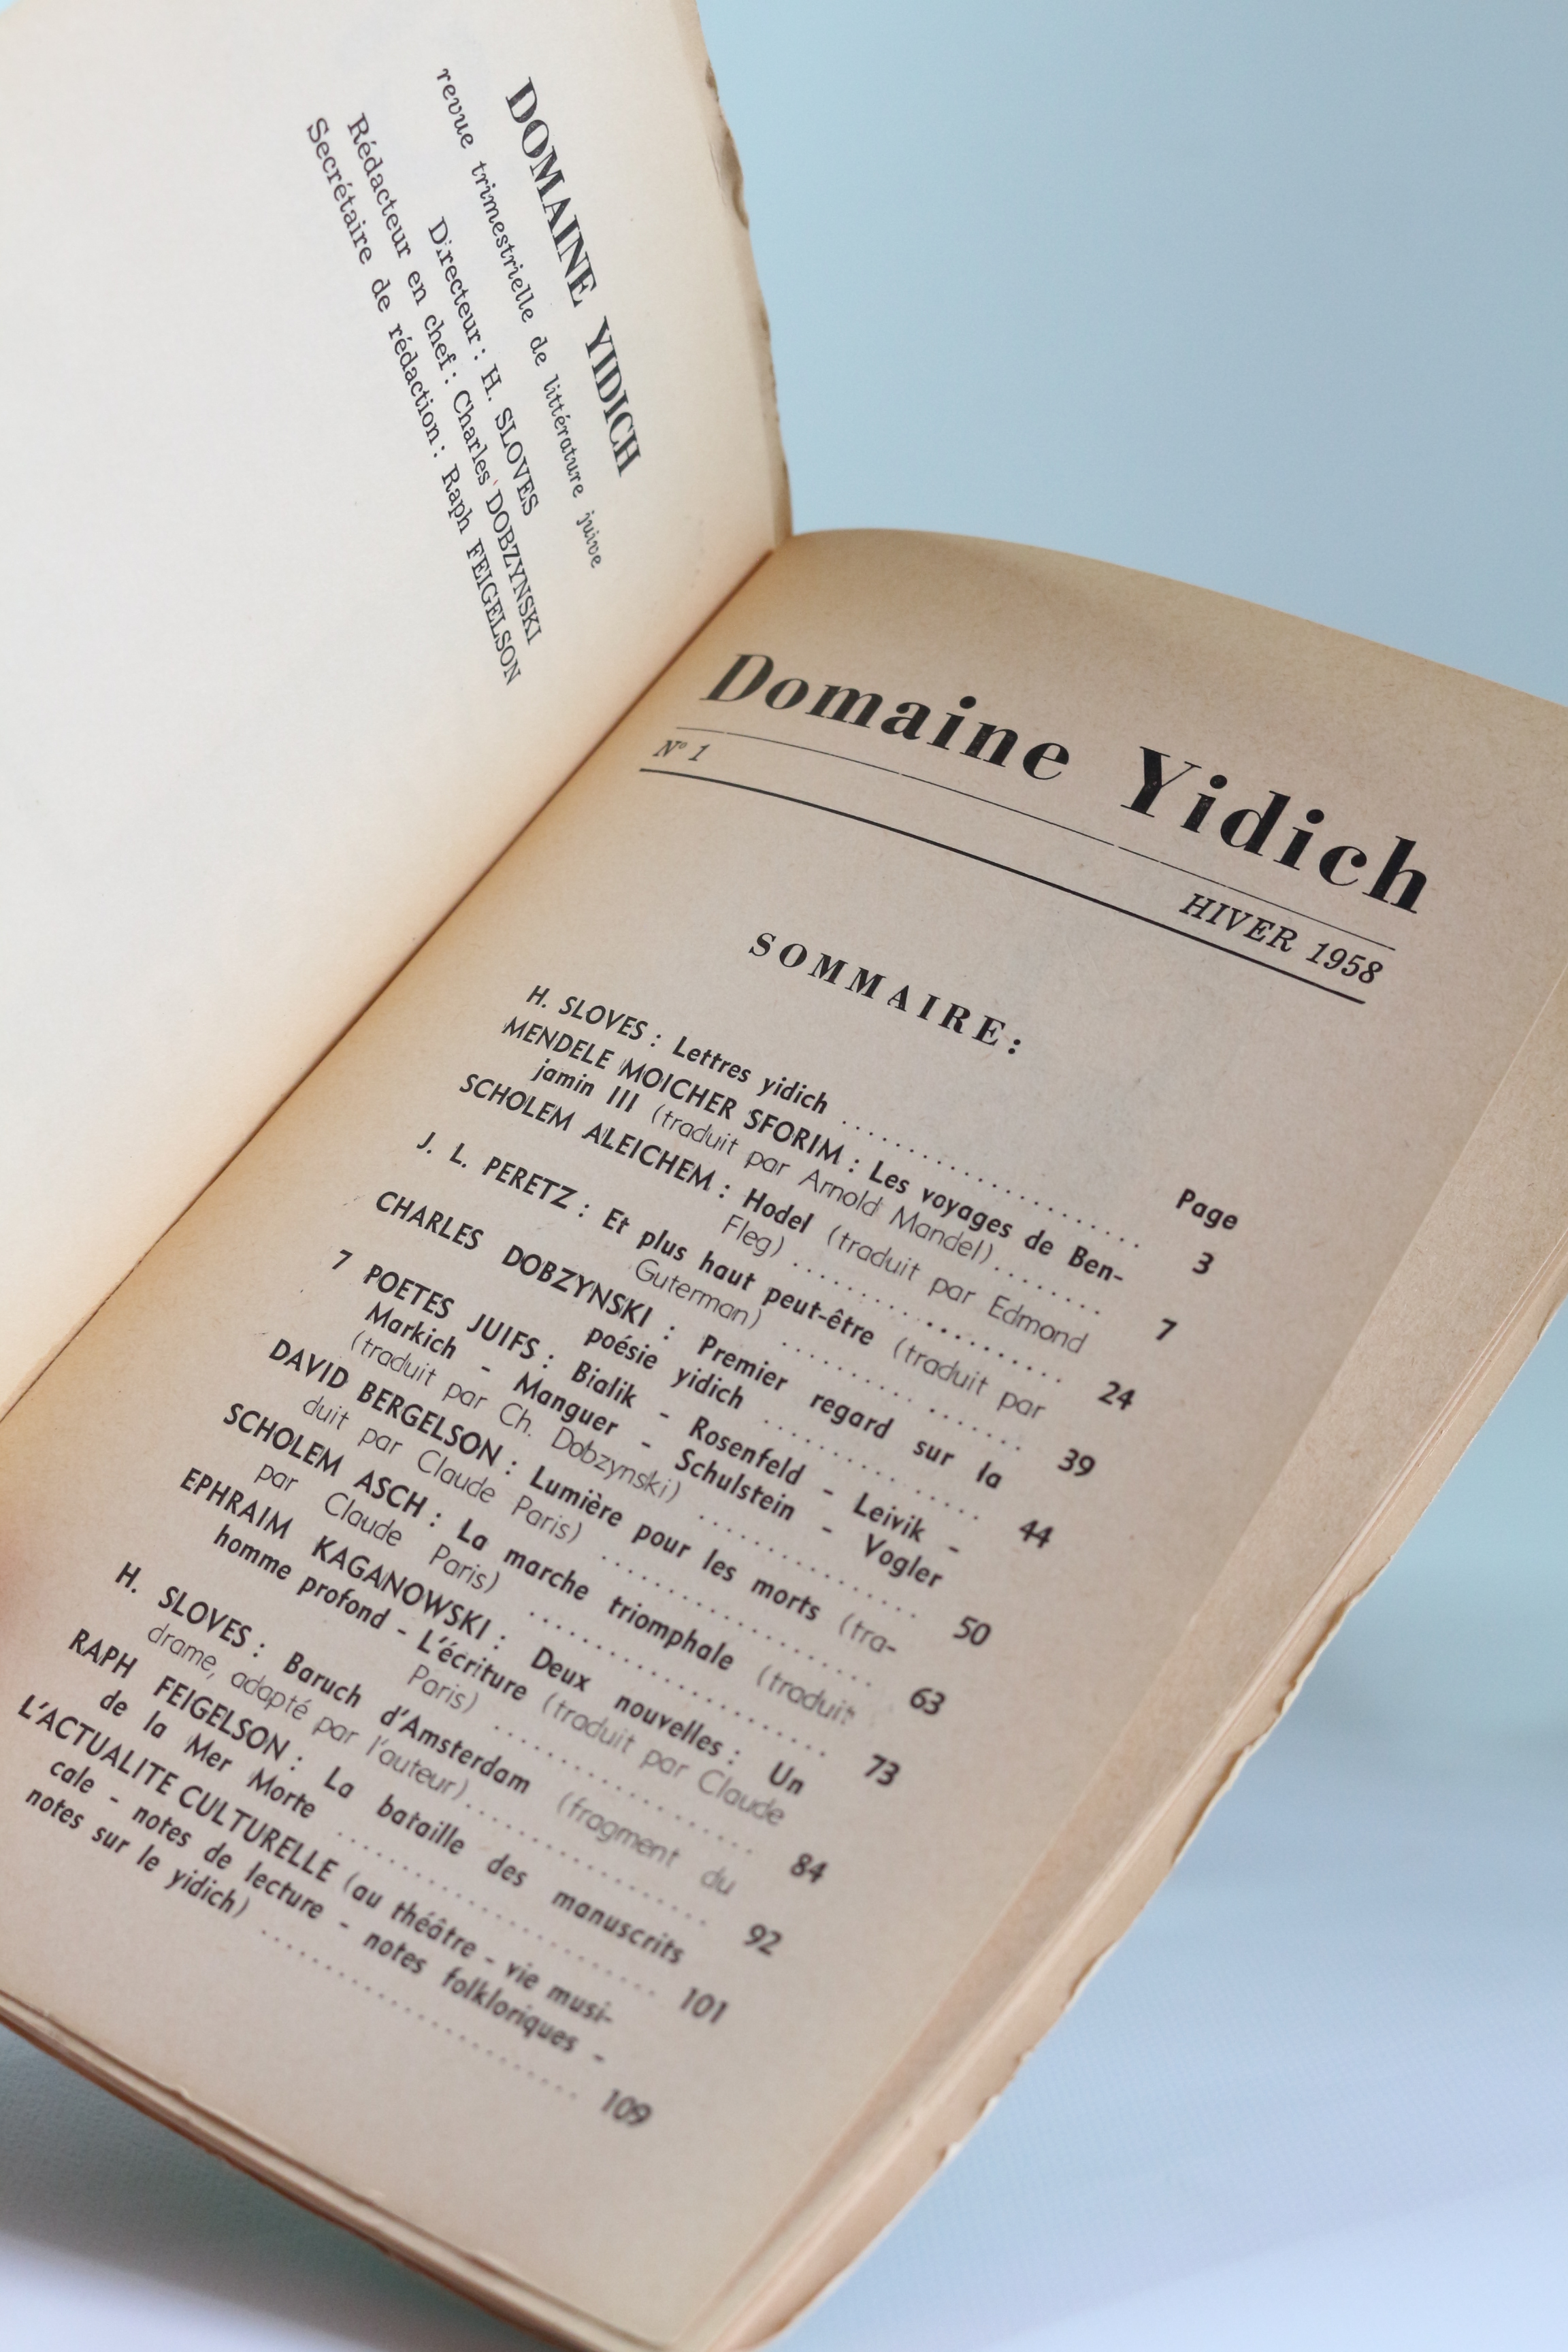 DOMAINE YIDICH
revue trimestrielle de littérature juive
Directeur : H. SLOVES
Rédacteur en chef : Charles DOBZYNSKI
Secrétaire de rédaction : Raph FEIGELSON
Domaine Yidich
N° 1 HIVER 1958
SOMMAIRE :
Page
H. SLOVES : Lettres yidich .............................. 3
MENDELE MOICHER SFORIM : Les voyages de Ben-
jamin III (traduit par Arnold Mandel) ........ 7
SCHOLEM ALEICHEM : Hodel (traduit par Edmond
Fleg) .............................. 24
J. L. PERETZ : Et plus haut peut-être (traduit par
Guterman) .............................. 39
CHARLES DOBZYNSKI : Premier regard sur la
poésie yidich .............................. 44
7 POETES JUIFS : Bialik - Rosenfeld - Leivik -
Markich - Manguer - Schulstein - Vogler
(traduit par Ch. Dobzynski) .................... 50
DAVID BERGELSON : Lumière pour les morts (tra-
duit par Claude Paris) .............................. 63
SCHOLEM ASCH : La marche triomphale (traduit
par Claude Paris) .............................. 73
EPHRAIM KAGANOWSKI : Deux nouvelles : Un
homme profond - L'écriture (traduit par Claude
Paris) .............................. 84
H. SLOVES : Baruch d'Amsterdam (fragment du
drame, adapté par l'auteur) .................... 92
RAPH FEIGELSON : La bataille des manuscrits
de la Mer Morte .............................. 101
L'ACTUALITE CULTURELLE (au théâtre - vie musi-
cale - notes de lecture - notes folkloriques -
notes sur le yidich) .............................. 109